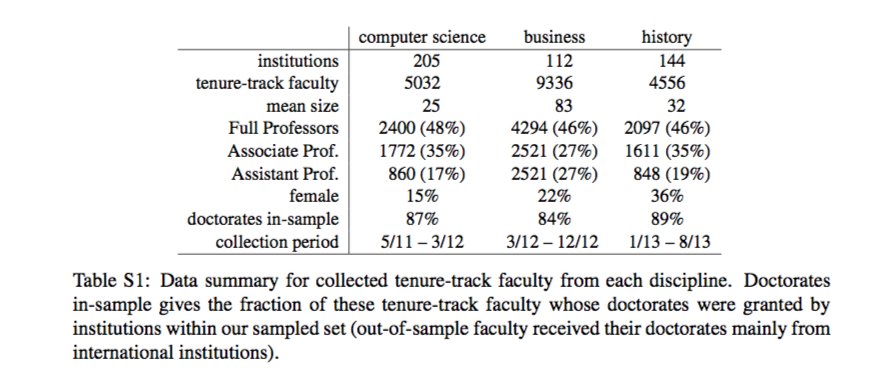 computer science business history
institutions 205 112 144
tenure-track faculty 5032 9336 4556
mean size 25 83 32
Full Professors 2400 (48%) 4294 (46%) 2097 (46%)
Associate Prof. 1772 (35%) 2521 (27%) 1611 (35%)
Assistant Prof. 860 (17%) 2521 (27%) 848 (19%)
female 15% 22% 36%
doctorates in-sample 87% 84% 89%
collection period 5/11 – 3/12 3/12 – 12/12 1/13 – 8/13
Table S1: Data summary for collected tenure-track faculty from each discipline. Doctorates
in-sample gives the fraction of these tenure-track faculty whose doctorates were granted by
institutions within our sampled set (out-of-sample faculty received their doctorates mainly from
international institutions).